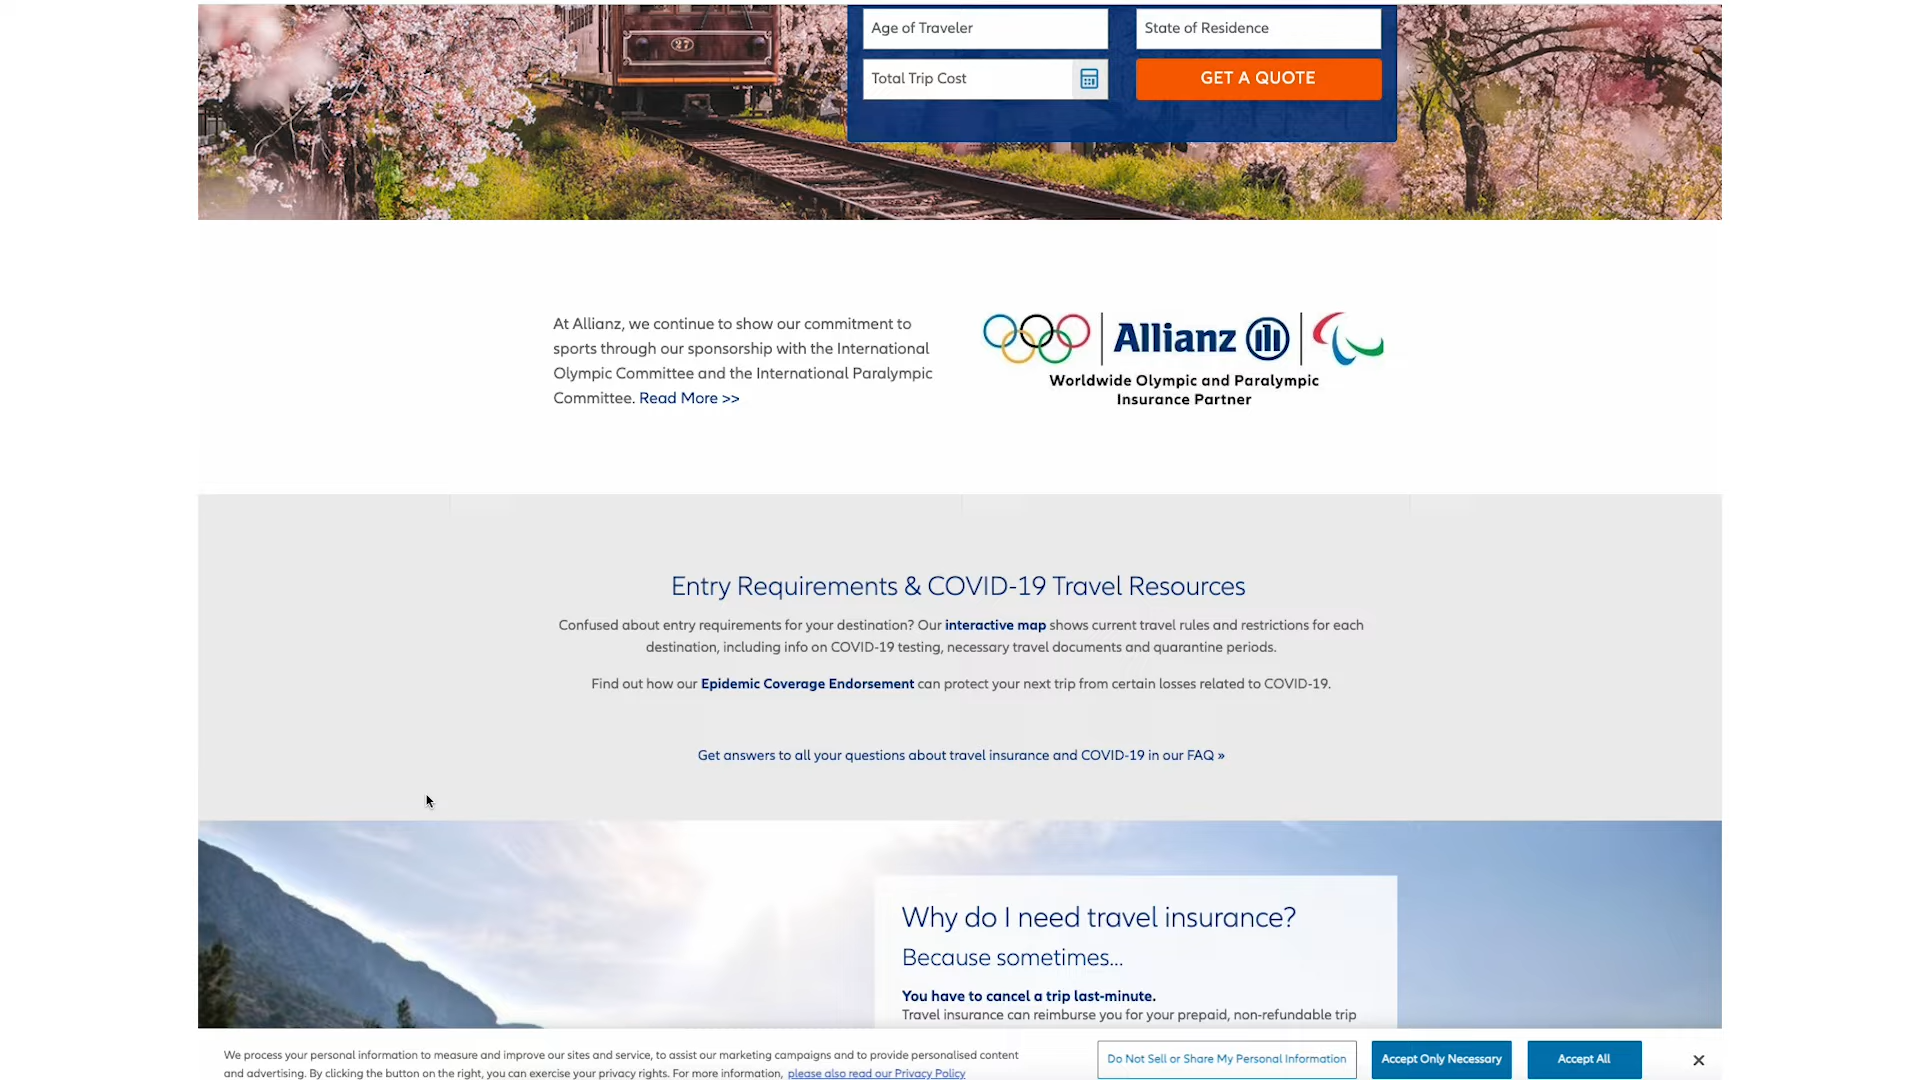 27
Age of Traveler
State of Residence
Total Trip Cost
GET A QUOTE
At Allianz, we continue to show our commitment to
sports through our sponsorship with the International
Olympic Committee and the International Paralympic
Committee. Read More >>
Allianz
Worldwide Olympic and Paralympic
Insurance Partner
Entry Requirements & COVID-19 Travel Resources
Confused about entry requirements for your destination? Our interactive map shows current travel rules and restrictions for each
destination, including info on COVID-19 testing, necessary travel documents and quarantine periods.
Find out how our Epidemic Coverage Endorsement can protect your next trip from certain losses related to COVID-19.
Get answers to all your questions about travel insurance and COVID-19 in our FAQ »
Why do I need travel insurance?
Because sometimes...
You have to cancel a trip last-minute.
Travel insurance can reimburse you for your prepaid, non-refundable trip
We process your personal information to measure and improve our sites and service, to assist our marketing campaigns and to provide personalised content
and advertising. By clicking the button on the right, you can exercise your privacy rights. For more information, please also read our Privacy Policy
Do Not Sell or Share My Personal Information
Accept Only Necessary
Accept All